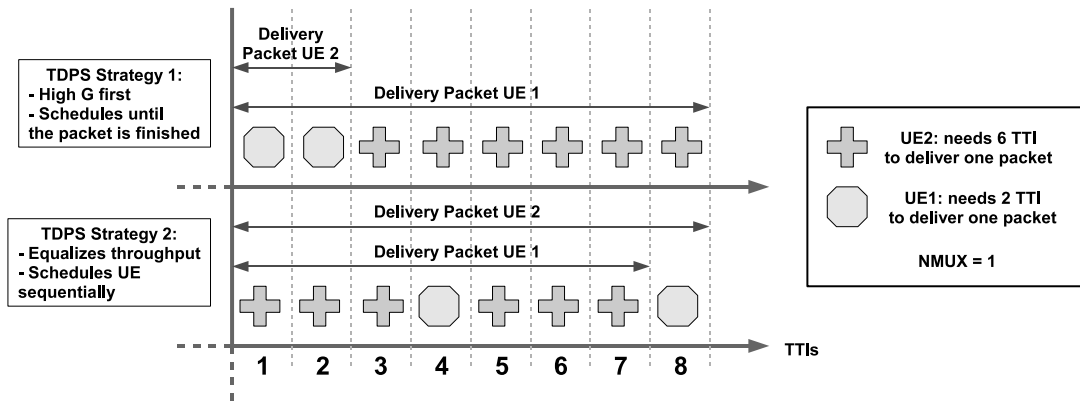 Delivery
Packet UE 2
TDPS Strategy 1:
- High G first
- Schedules until
the packet is finished
Delivery Packet UE 1
UE2: needs 6 TTI
to deliver one packet
UE1: needs 2 TTI
to deliver one packet
NMUX = 1
TDPS Strategy 2:
- Equalizes throughput
- Schedules UE
sequentially
Delivery Packet UE 2
Delivery Packet UE 1
1 2 3 4 5 6 7 8
TTIs